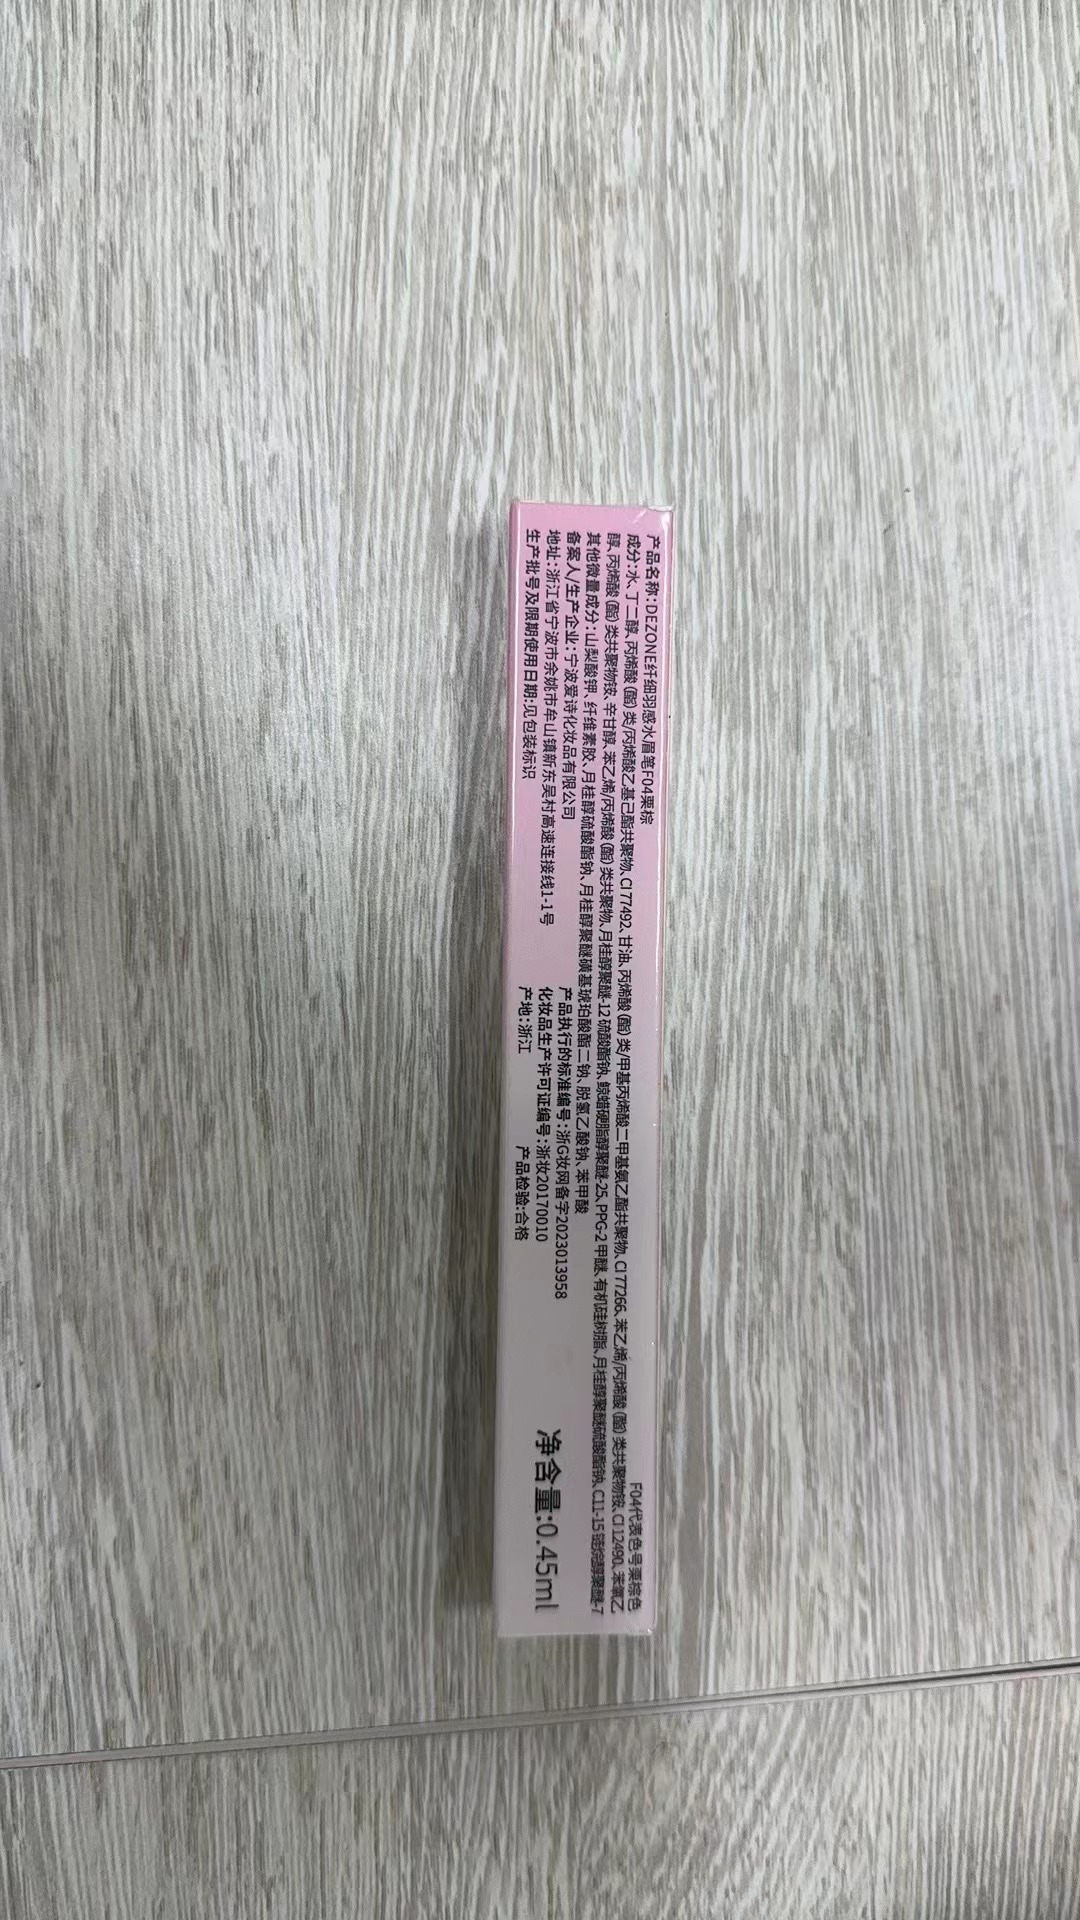 产品名称:DEZONE纤细羽感水眉笔F04栗棕
F04代表色号栗棕色
成分:水、丁二醇、丙烯酸(酯)类/丙烯酸乙基己酯共聚物、CI 77492、甘油、丙烯酸(酯)类/甲基丙烯酸二甲基氨乙酯共聚物、CI 77266、苯乙烯/丙烯酸(酯)类共聚物铵、CI 12490、苯氧乙
醇、丙烯酸(酯)类共聚物铵、辛甘醇、苯乙烯/丙烯酸(酯)类共聚物、月桂醇聚醚-12 硫酸酯钠、鲸蜡硬脂醇聚醚-25、PPG-2 甲醚、有机硅树脂、月桂醇聚醚硫酸酯钠、C11-15 链烷醇聚醚-7
其他微量成分:山梨酸钾、纤维素胶、月桂醇硫酸酯钠、月桂醇聚醚磺基琥珀酸酯二钠、脱氢乙酸钠、苯甲酸
备案人/生产企业:宁波爱诗化妆品有限公司
产品执行的标准编号:浙G妆网备字2023013958
地址:浙江省宁波市余姚市牟山镇新东吴村高速连接线1-1号
化妆品生产许可证编号:浙妆20170010
生产批号及限期使用日期:见包装标识
产地:浙江
产品检验:合格
净含量:0.45ml